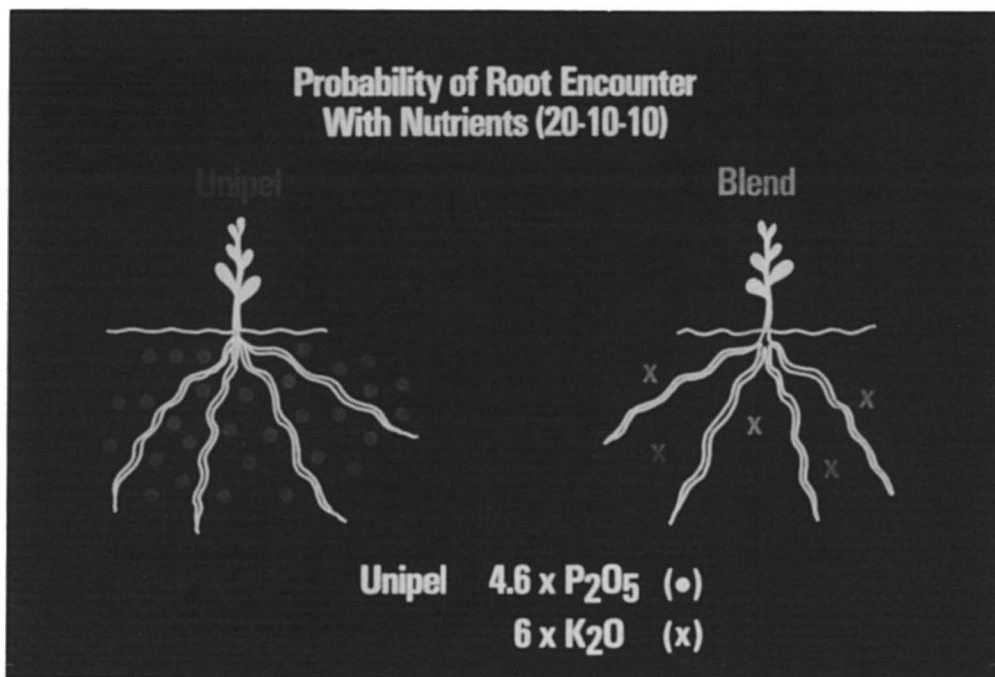 Probability of Root Encounter
With Nutrients (20-10-10)
Unipel
Blend
x
x
x
x
x
Unipel 4.6 x P₂O₅ (●)
6 x K₂O (x)